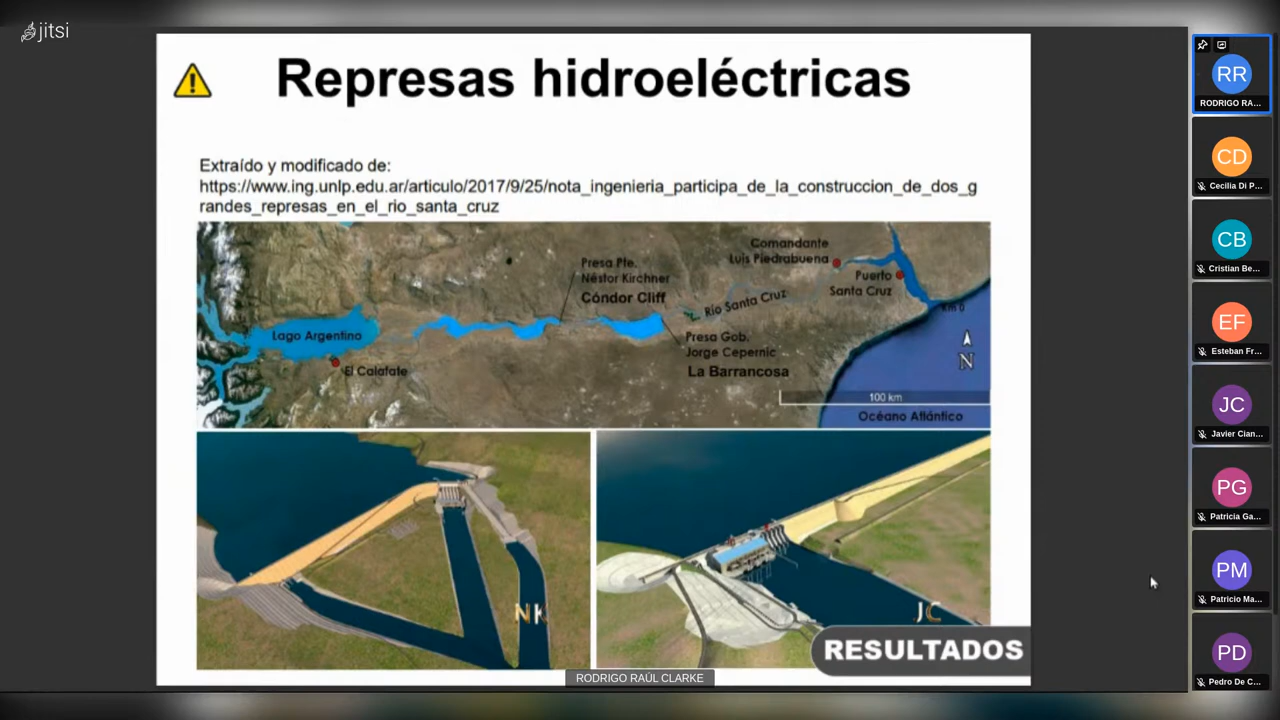 jitsi
Represas hidroeléctricas
Extraído y modificado de:
https://www.ing.unlp.edu.ar/articulo/2017/9/25/nota_ingenieria_participa_de_la_construccion_de_dos_g
randes_represas_en_el_rio_santa_cruz
Comandante
Luis Piedrabuena
Presa Pte.
Néstor Kirchner
Cóndor Cliff
Puerto
Santa Cruz
Río Santa Cruz
Km 0
Lago Argentino
Presa Gob.
Jorge Cepernic
La Barrancosa
El Calafate
N
100 km
Océano Atlántico
NK
JC
RESULTADOS
RODRIGO RAÚL CLARKE
RR
RODRIGO RA...
CD
Cecilia Di P...
CB
Cristian Be...
EF
Esteban Fr...
JC
Javier Cian...
PG
Patricia Ga...
PM
Patricio Ma...
PD
Pedro De C...